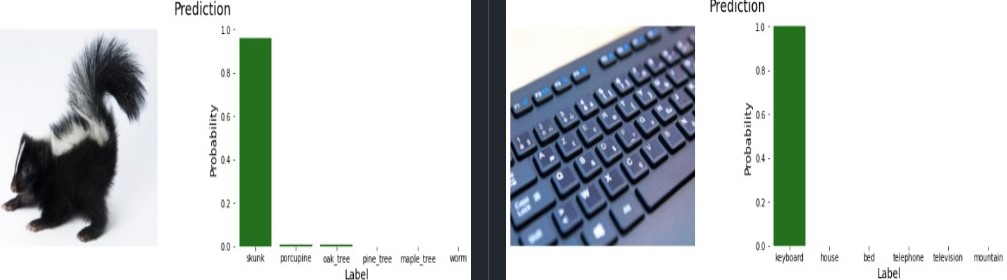 Prediction
1.0
0.8
0.6
0.4
0.2
0.0
Probability
skunk porcupine oak_tree pine_tree maple_tree worm
Label
Prediction
1.0
0.8
0.6
0.4
0.2
0.0
Probability
keyboard house bed telephone television mountain
Label